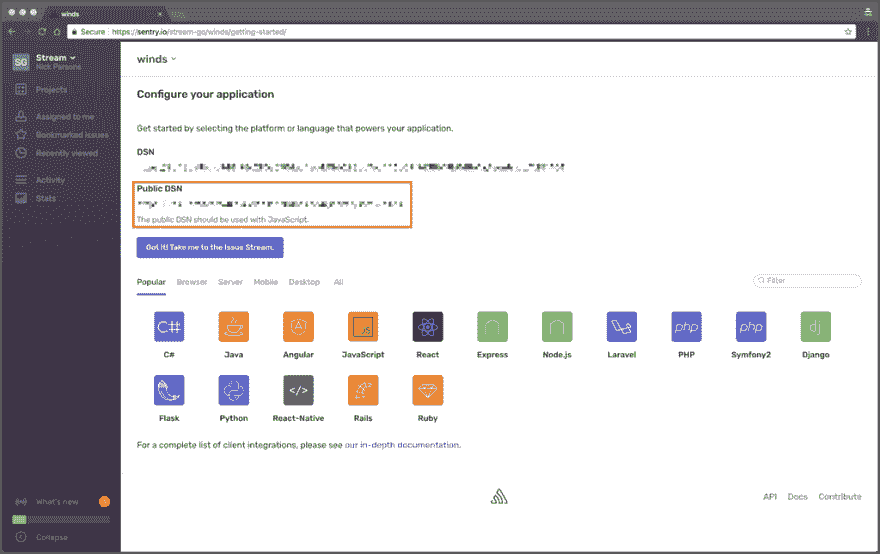 winds
Secure
https://sentry.io/stream-go/winds/getting-started/
SG
Stream
Nick Parsons
Projects
Assigned to me
Bookmarked issues
Recently viewed
Activity
Stats
What's new
Collapse
winds
Configure your application
Get started by selecting the platform or language that powers your application.
DSN
Public DSN
The public DSN should be used with JavaScript.
Got it! Take me to the Issue Stream.
Popular Browser Server Mobile Desktop All
Filter
C#
JS
php
php
dj
C# Java Angular JavaScript React Express Node.js Laravel PHP Symfony2 Django
</>
Flask Python React-Native Rails Ruby
For a complete list of client integrations, please see our in-depth documentation.
API Docs Contribute